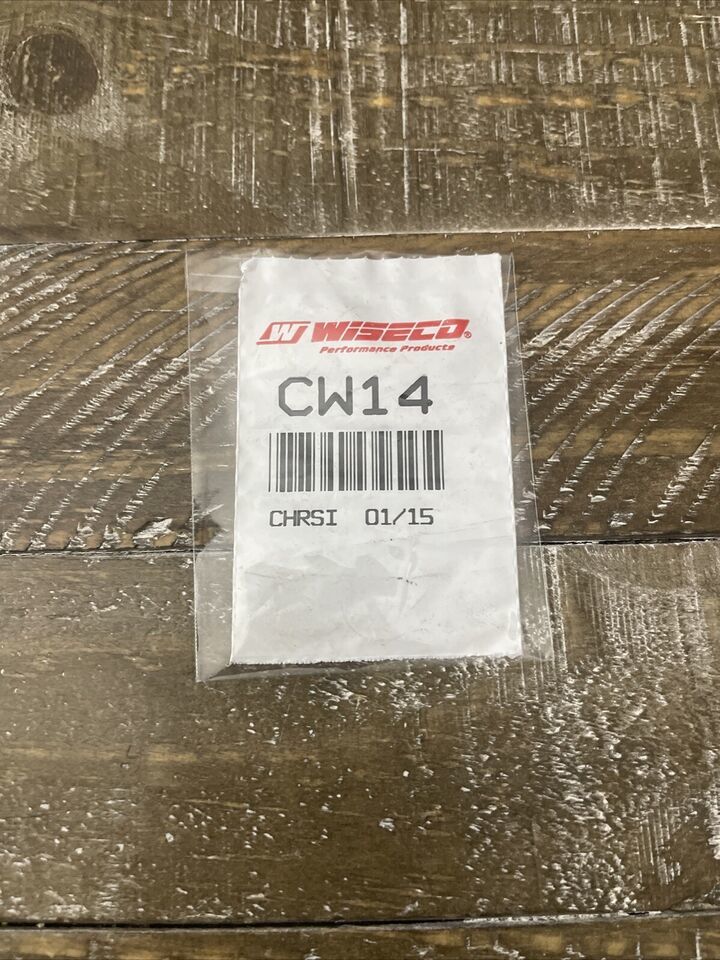 W WISECO®
Performance Products
CW14
CHRSI 01/15